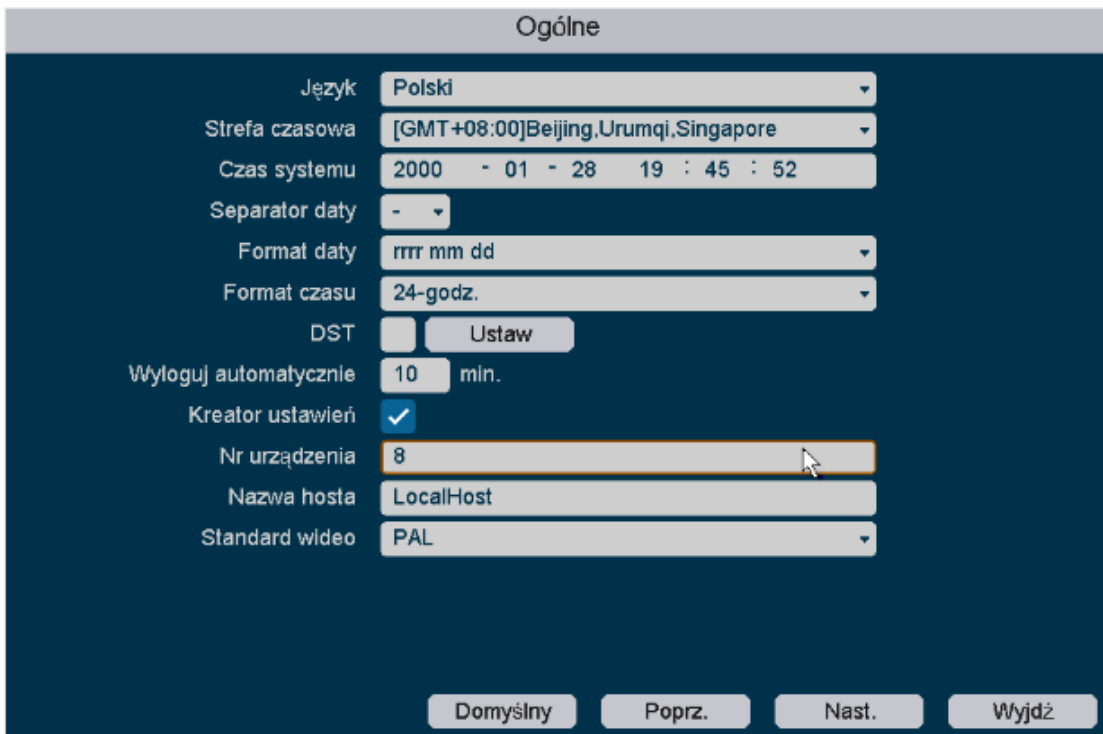 Ogólne
Język Polski
Strefa czasowa [GMT+08:00]Beijing,Urumqi,Singapore
Czas systemu 2000 - 01 - 28 19 : 45 : 52
Separator daty -
Format daty rrrr mm dd
Format czasu 24-godz.
DST Ustaw
Wyloguj automatycznie 10 min.
Kreator ustawień
Nr urządzenia 8
Nazwa hosta LocalHost
Standard wideo PAL
Domyślny Poprz. Nast. Wyjdź